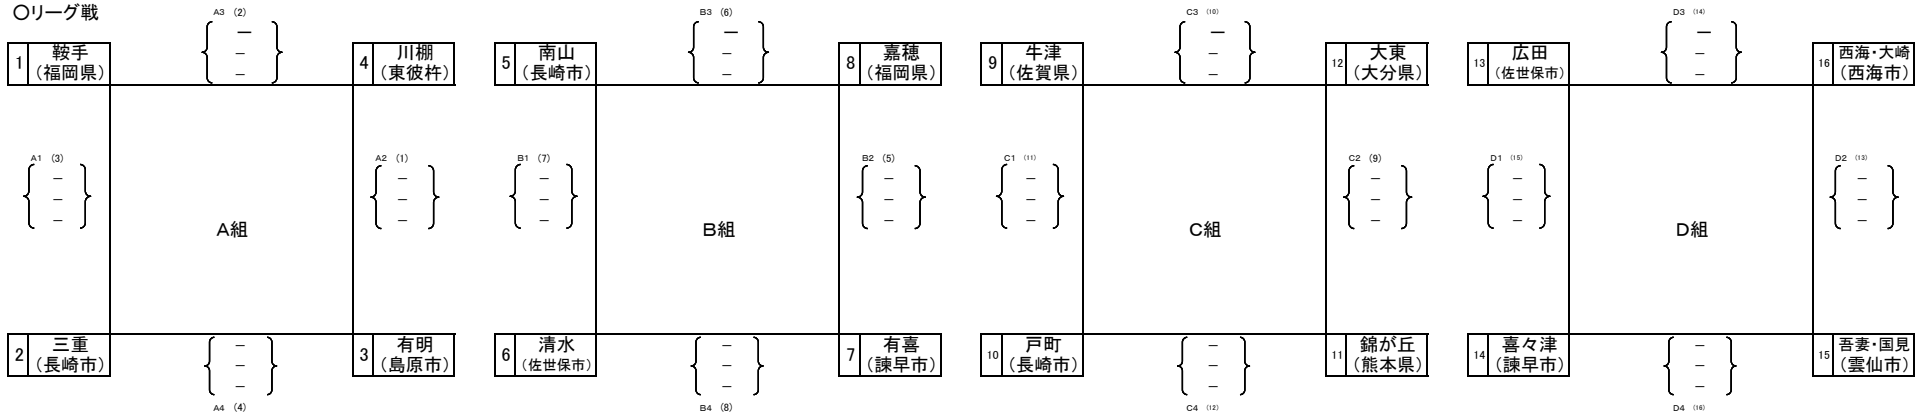 〇リーグ戦
A3 (2)
B3 (6)
C3 (10)
D3 (14)
－
－
－
－
－
－
－
－
－
－
－
－
1 鞍手
（福岡県）
4 川棚
（東彼杵）
5 南山
（長崎市）
8 嘉穂
（福岡県）
9 牛津
（佐賀県）
12 大東
（大分県）
13 広田
（佐世保市）
16 西海・大崎
（西海市）
A1 (3)
－
－
－
A2 (1)
－
－
－
B1 (7)
－
－
－
B2 (5)
－
－
－
C1 (11)
－
－
－
C2 (9)
－
－
－
D1 (15)
－
－
－
D2 (13)
－
－
－
A組
B組
C組
D組
2 三重
（長崎市）
3 有明
（島原市）
6 清水
（佐世保市）
7 有喜
（諫早市）
10 戸町
（長崎市）
11 錦が丘
（熊本県）
14 喜々津
（諫早市）
15 吾妻・国見
（雲仙市）
－
－
－
－
－
－
－
－
－
－
－
－
A4 (4)
B4 (8)
C4 (12)
D4 (16)